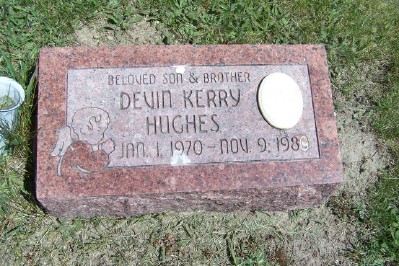 BELOVED SON & BROTHER
DEVIN KERRY
HUGHES
JAN. 1, 1970 - NOV. 9, 1989